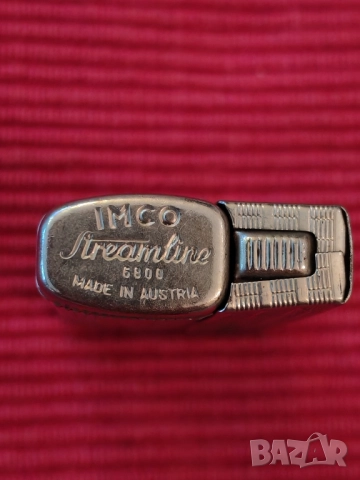 IMCO
Streamline
6800
MADE IN AUSTRIA
BAZAR